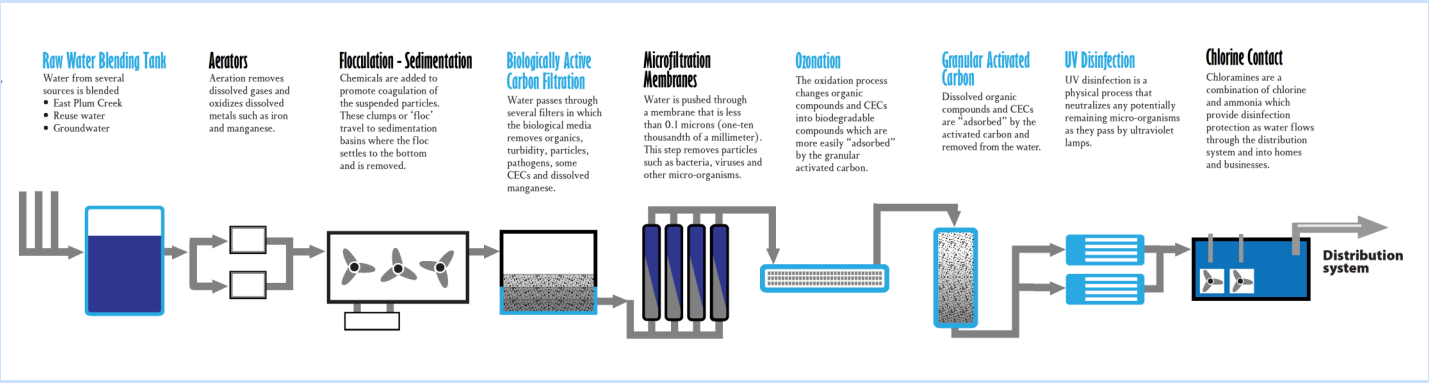 Raw Water Blending Tank
Water from several
sources is blended
• East Plum Creek
• Reuse water
• Groundwater
Aerators
Aeration removes
dissolved gases and
oxidizes dissolved
metals such as iron
and manganese.
Flocculation - Sedimentation
Chemicals are added to
promote coagulation of
the suspended particles.
These clumps or ‘floc’
travel to sedimentation
basins where the floc
settles to the bottom
and is removed.
Biologically Active
Carbon Filtration
Water passes through
several filters in which
the biological media
removes organics,
turbidity, particles,
pathogens, some
CECs and dissolved
manganese.
Microfiltration
Membranes
Water is pushed through
a membrane that is less
than 0.1 microns (one-ten
thousandth of a millimeter).
This step removes particles
such as bacteria, viruses and
other micro-organisms.
Ozonation
The oxidation process
changes organic
compounds and CECs
into biodegradable
compounds which are
more easily “adsorbed”
by the granular
activated carbon.
Granular Activated
Carbon
Dissolved organic
compounds and CECs
are “adsorbed” by the
activated carbon and
removed from the water.
UV Disinfection
UV disinfection is a
physical process that
neutralizes any potentially
remaining micro-organisms
as they pass by ultraviolet
lamps.
Chlorine Contact
Chloramines are a
combination of chlorine
and ammonia which
provide disinfection
protection as water flows
through the distribution
system and into homes
and businesses.
Distribution
system